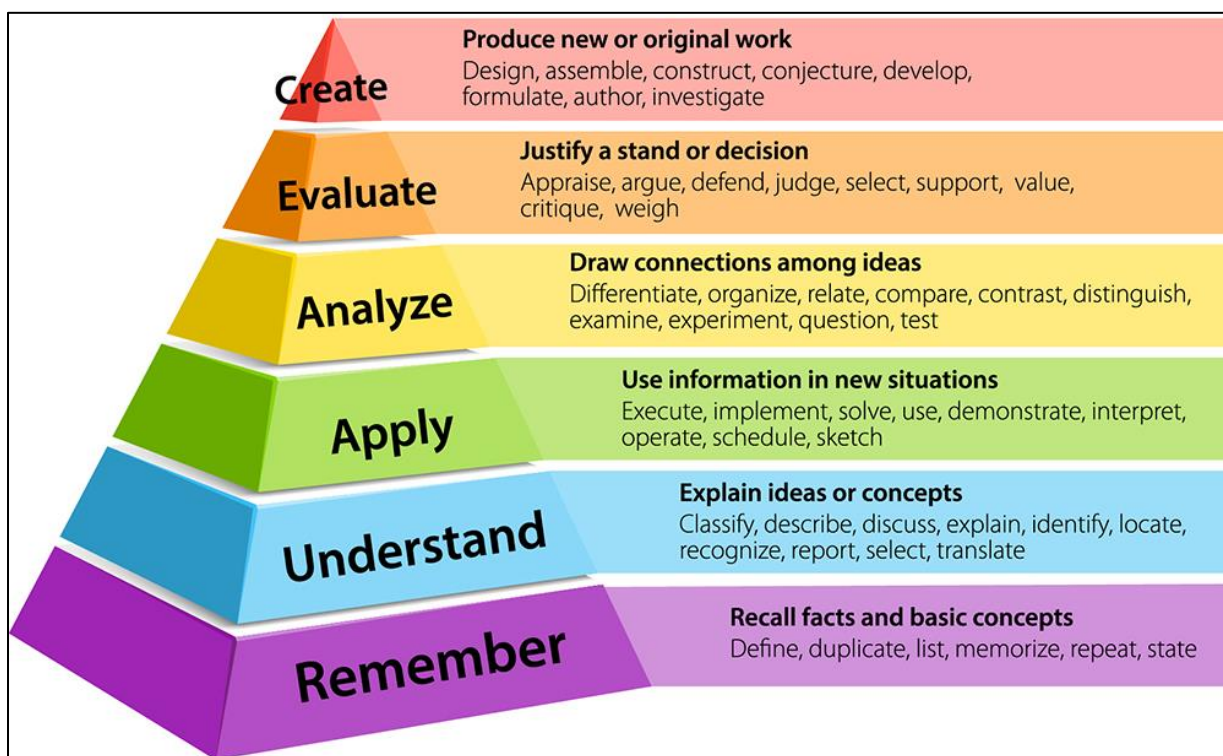 Create
Produce new or original work
Design, assemble, construct, conjecture, develop,
formulate, author, investigate
Evaluate
Justify a stand or decision
Appraise, argue, defend, judge, select, support, value,
critique, weigh
Analyze
Draw connections among ideas
Differentiate, organize, relate, compare, contrast, distinguish,
examine, experiment, question, test
Apply
Use information in new situations
Execute, implement, solve, use, demonstrate, interpret,
operate, schedule, sketch
Understand
Explain ideas or concepts
Classify, describe, discuss, explain, identify, locate,
recognize, report, select, translate
Remember
Recall facts and basic concepts
Define, duplicate, list, memorize, repeat, state